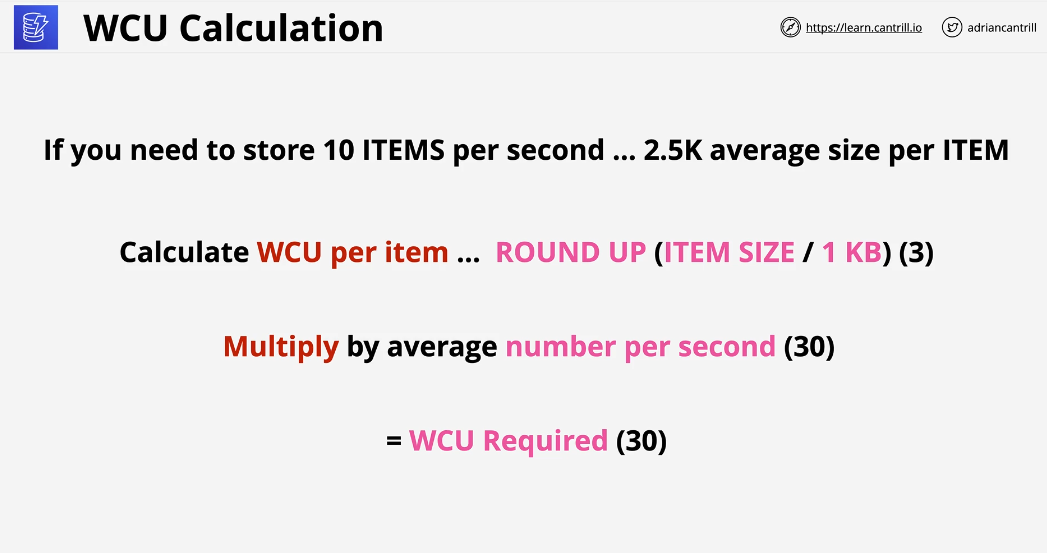 WCU Calculation
https://learn.cantrill.io
adriancantrill
If you need to store 10 ITEMS per second ... 2.5K average size per ITEM
Calculate WCU per item ... ROUND UP (ITEM SIZE / 1 KB) (3)
Multiply by average number per second (30)
= WCU Required (30)